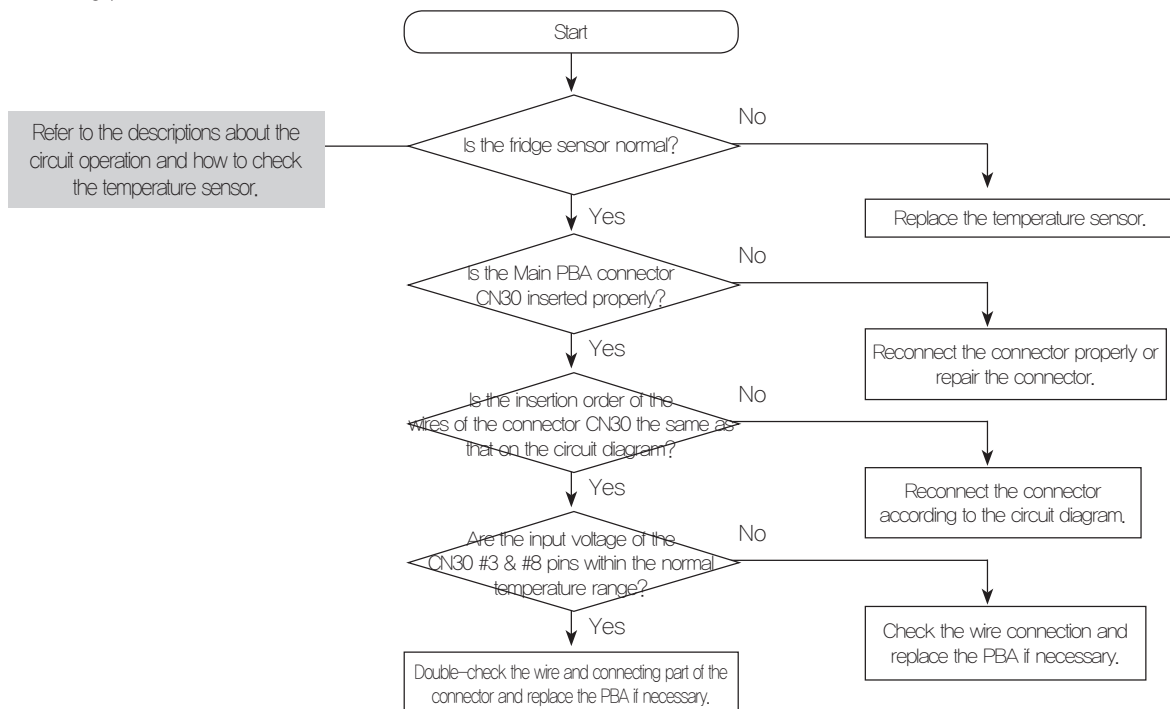 Start
Refer to the descriptions about the
circuit operation and how to check
the temperature sensor.
Is the fridge sensor normal?
No
Replace the temperature sensor.
Yes
Is the Main PBA connector
CN30 inserted properly?
No
Reconnect the connector properly or
repair the connector.
Yes
Is the insertion order of the
wires of the connector CN30 the same as
that on the circuit diagram?
No
Reconnect the connector
according to the circuit diagram.
Yes
Are the input voltage of the
CN30 #3 & #8 pins within the normal
temperature range?
No
Check the wire connection and
replace the PBA if necessary.
Yes
Double-check the wire and connecting part of the
connector and replace the PBA if necessary.